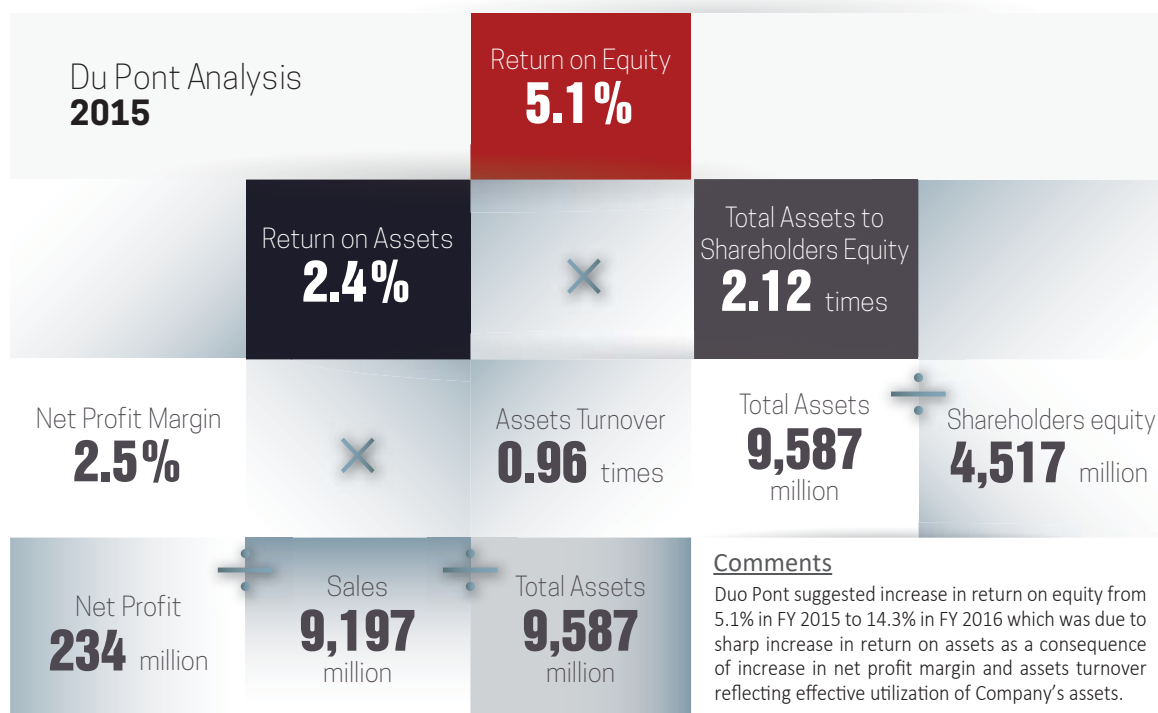 Du Pont Analysis
2015
Return on Equity
5.1%
Return on Assets
2.4%
×
Total Assets to
Shareholders Equity
2.12 times
Net Profit Margin
2.5%
×
Assets Turnover
0.96 times
Total Assets
9,587
million
÷
Shareholders equity
4,517 million
Net Profit
234 million
÷
Sales
9,197
million
÷
Total Assets
9,587
million
Comments
Duo Pont suggested increase in return on equity from
5.1% in FY 2015 to 14.3% in FY 2016 which was due to
sharp increase in return on assets as a consequence
of increase in net profit margin and assets turnover
reflecting effective utilization of Company’s assets.